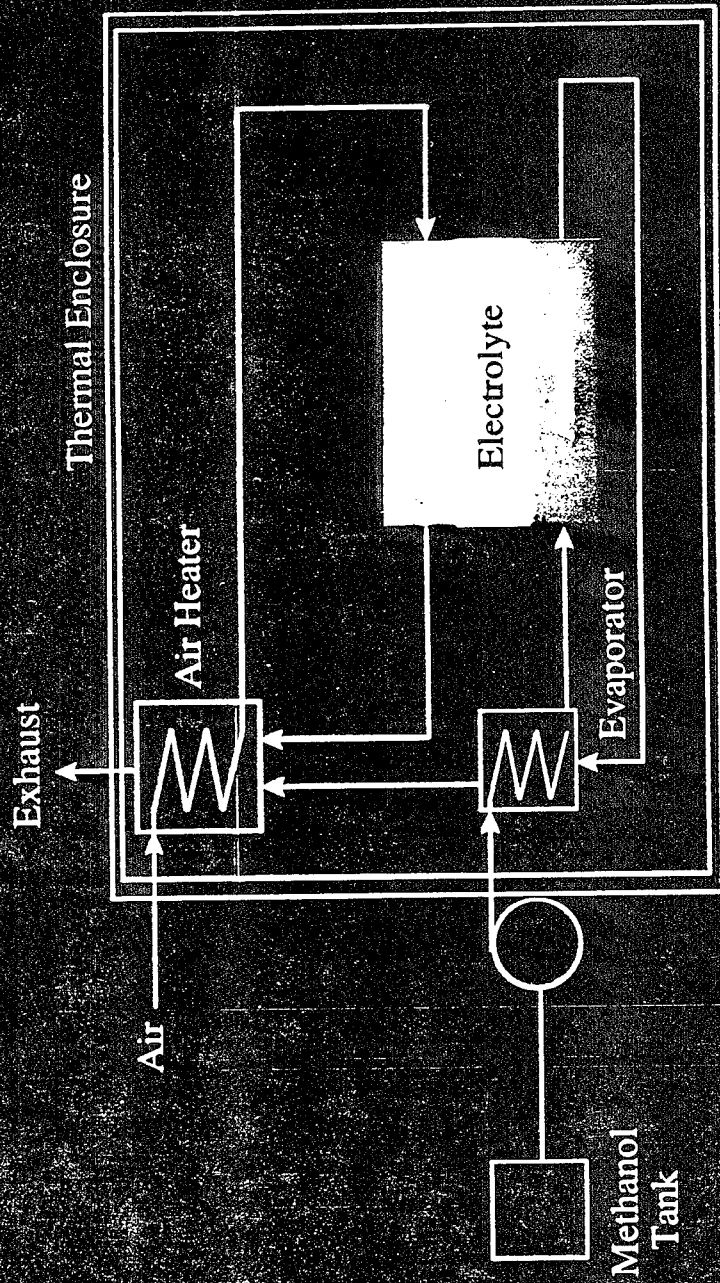 Thermal Enclosure
Exhaust
Air Heater
Air
Electrolyte
Evaporator
Methanol
Tank